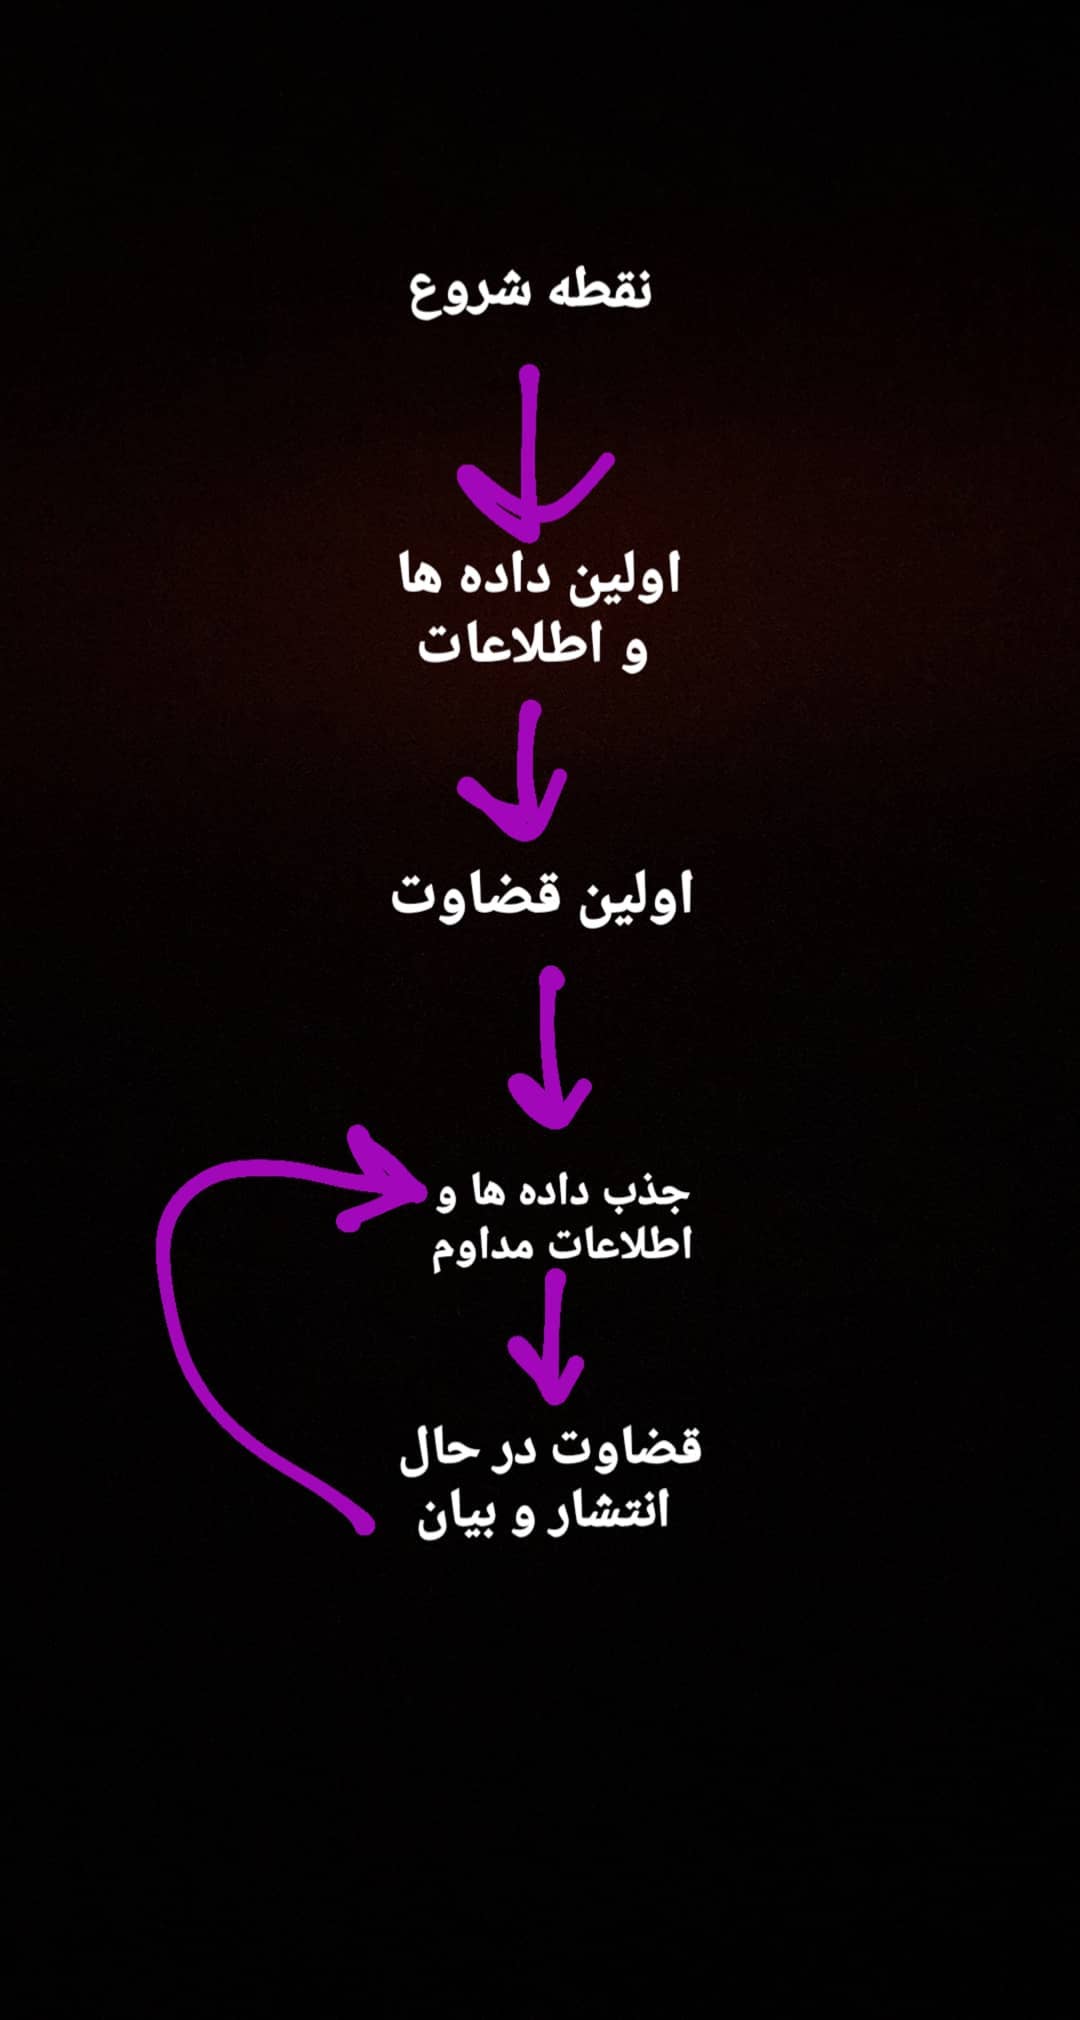 نقطه شروع
اولین داده ها
و اطلاعات
اولین قضاوت
جذب داده ها و
اطلاعات مداوم
قضاوت در حال
انتشار و بیان